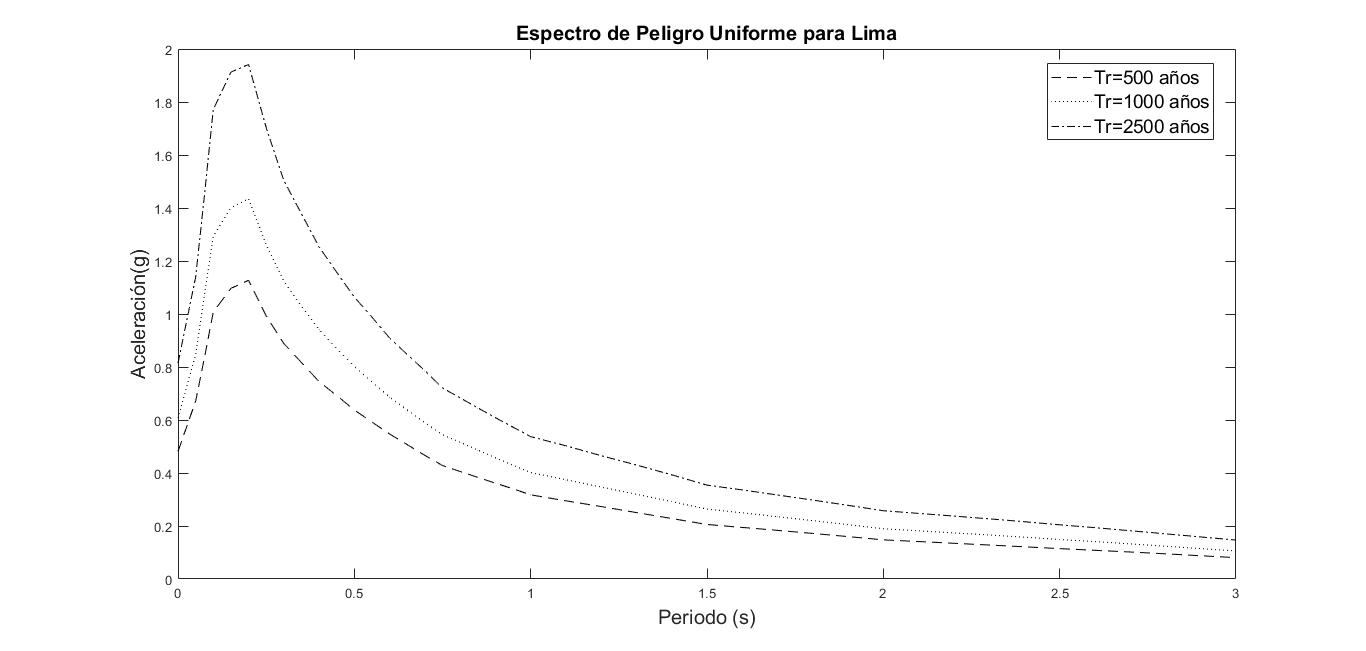 Espectro de Peligro Uniforme para Lima
Tr=500 años
Tr=1000 años
Tr=2500 años
Aceleración(g)
2
1.8
1.6
1.4
1.2
1
0.8
0.6
0.4
0.2
0
0 0.5 1 1.5 2 2.5 3
Periodo (s)